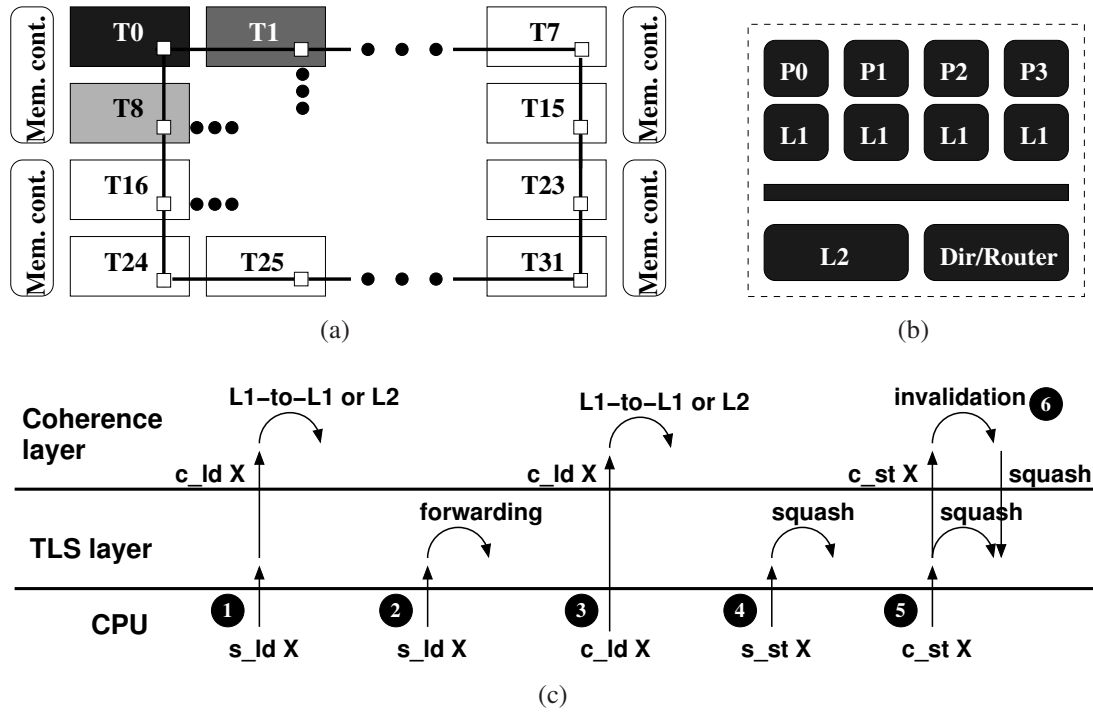 Mem. cont.
T0
T1
T7
Mem. cont.
T8
T15
Mem. cont.
T16
T23
Mem. cont.
T24
T25
T31
(a)
P0 P1 P2 P3
L1 L1 L1 L1
L2 Dir/Router
(b)
Coherence layer
L1-to-L1 or L2
L1-to-L1 or L2
invalidation 6
c_ld X
c_ld X
c_st X
squash
TLS layer
forwarding
squash
squash
CPU
1
2
3
4
5
s_ld X
s_ld X
c_ld X
s_st X
c_st X
(c)